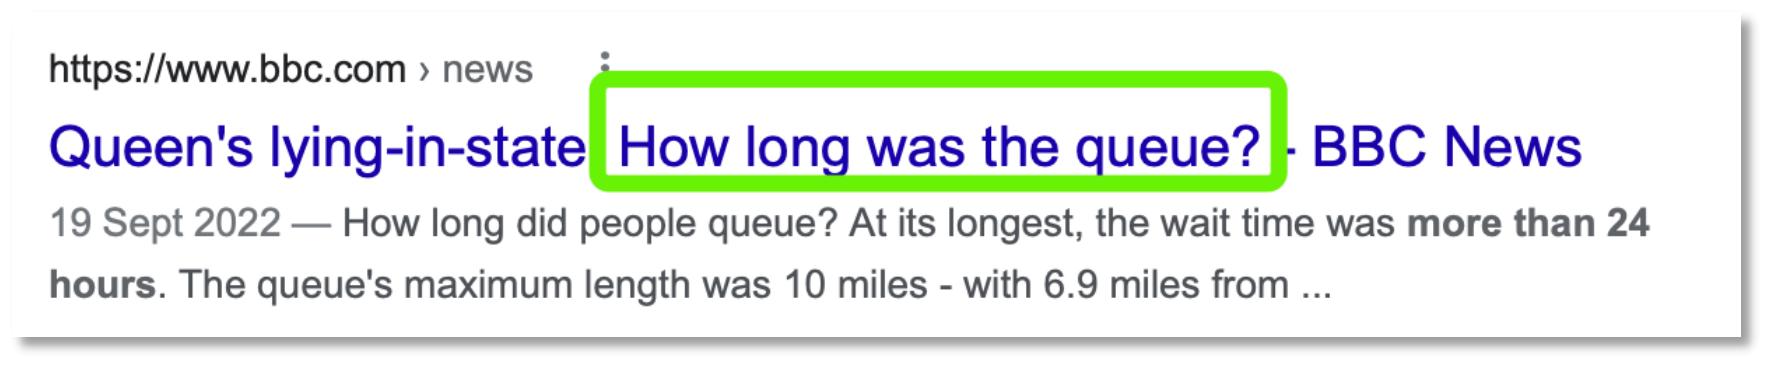 https://www.bbc.com › news
Queen's lying-in-state How long was the queue? - BBC News
19 Sept 2022 — How long did people queue? At its longest, the wait time was more than 24
hours. The queue's maximum length was 10 miles - with 6.9 miles from ...